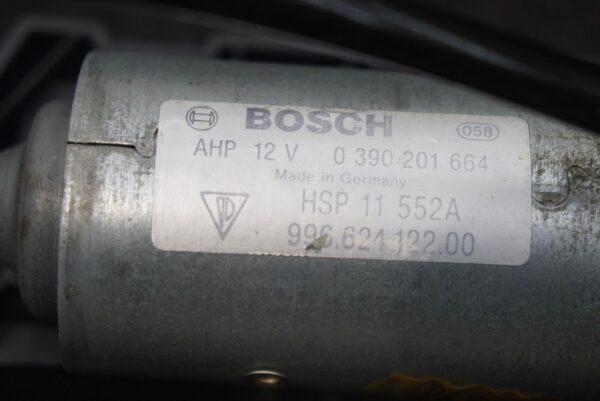 BOSCH 058
AHP 12 V 0 390 201 664
Made in Germany
HSP 11 552A
996.624.122.00